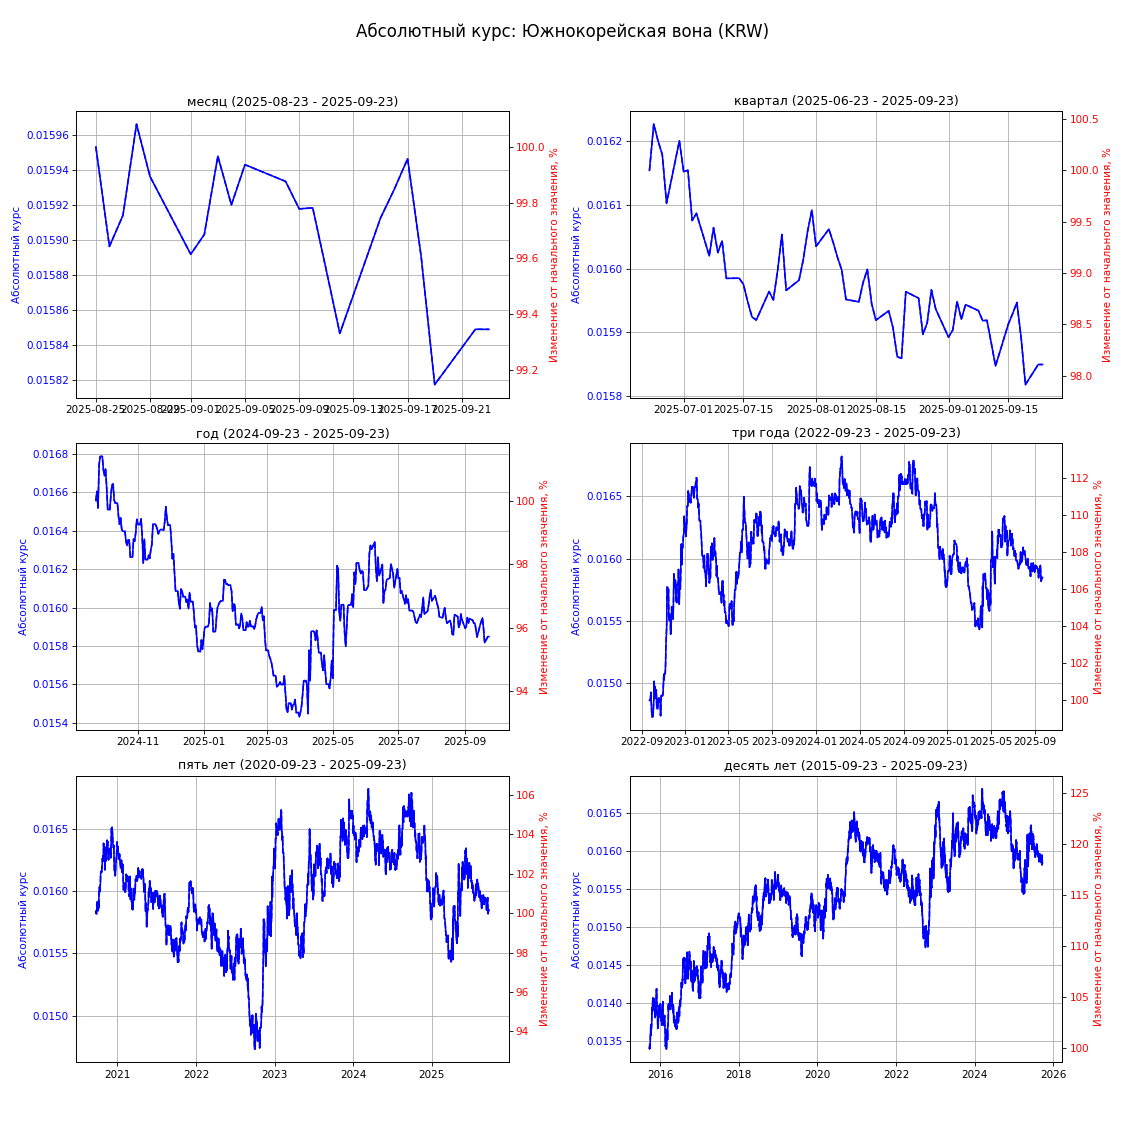 Абсолютный курс: Южнокорейская вона (KRW)
месяц (2025-08-23 - 2025-09-23)
Абсолютный курс
0.01596
0.01594
0.01592
0.01590
0.01588
0.01586
0.01584
0.01582
100.0
99.8
99.6
99.4
99.2
Изменение от начального значения, %
2025-08-25 2025-08-29 2025-09-01 2025-09-05 2025-09-09 2025-09-13 2025-09-17 2025-09-21
квартал (2025-06-23 - 2025-09-23)
Абсолютный курс
0.0162
0.0161
0.0160
0.0159
0.0158
100.5
100.0
99.5
99.0
98.5
98.0
Изменение от начального значения, %
2025-07-01 2025-07-15 2025-08-01 2025-08-15 2025-09-01 2025-09-15
год (2024-09-23 - 2025-09-23)
Абсолютный курс
0.0168
0.0166
0.0164
0.0162
0.0160
0.0158
0.0156
0.0154
100
98
96
94
Изменение от начального значения, %
2024-11 2025-01 2025-03 2025-05 2025-07 2025-09
три года (2022-09-23 - 2025-09-23)
Абсолютный курс
0.0165
0.0160
0.0155
0.0150
112
110
108
106
104
102
100
Изменение от начального значения, %
2022-09 2023-01 2023-05 2023-09 2024-01 2024-05 2024-09 2025-01 2025-05 2025-09
пять лет (2020-09-23 - 2025-09-23)
Абсолютный курс
0.0165
0.0160
0.0155
0.0150
106
104
102
100
98
96
94
Изменение от начального значения, %
2021 2022 2023 2024 2025
десять лет (2015-09-23 - 2025-09-23)
Абсолютный курс
0.0165
0.0160
0.0155
0.0150
0.0145
0.0140
0.0135
125
120
115
110
105
100
Изменение от начального значения, %
2016 2018 2020 2022 2024 2026